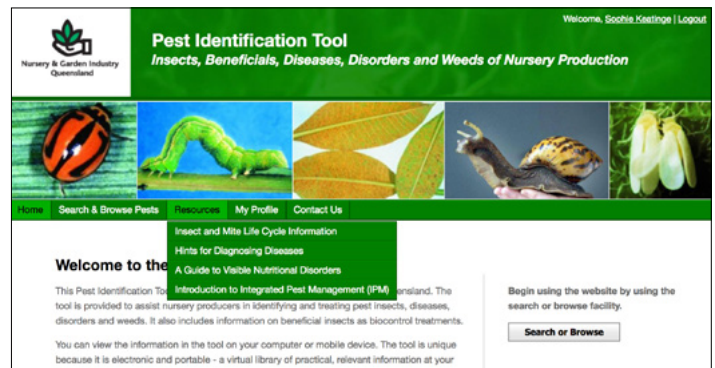 Welcome, Sophie Keatinge | Logout
Nursery & Garden Industry
Queensland
Pest Identification Tool
Insects, Beneficials, Diseases, Disorders and Weeds of Nursery Production
Home Search & Browse Pests Resources My Profile Contact Us
Insect and Mite Life Cycle Information
Hints for Diagnosing Diseases
A Guide to Visible Nutritional Disorders
Introduction to Integrated Pest Management (IPM)
Welcome to the
This Pest Identification To ensland. The
tool is provided to assist nursery producers in identifying and treating pest insects, diseases,
disorders and weeds. It also includes information on beneficial insects as biocontrol treatments.
You can view the information in the tool on your computer or mobile device. The tool is unique
because it is electronic and portable - a virtual library of practical, relevant information at your
Begin using the website by using the
search or browse facility.
Search or Browse